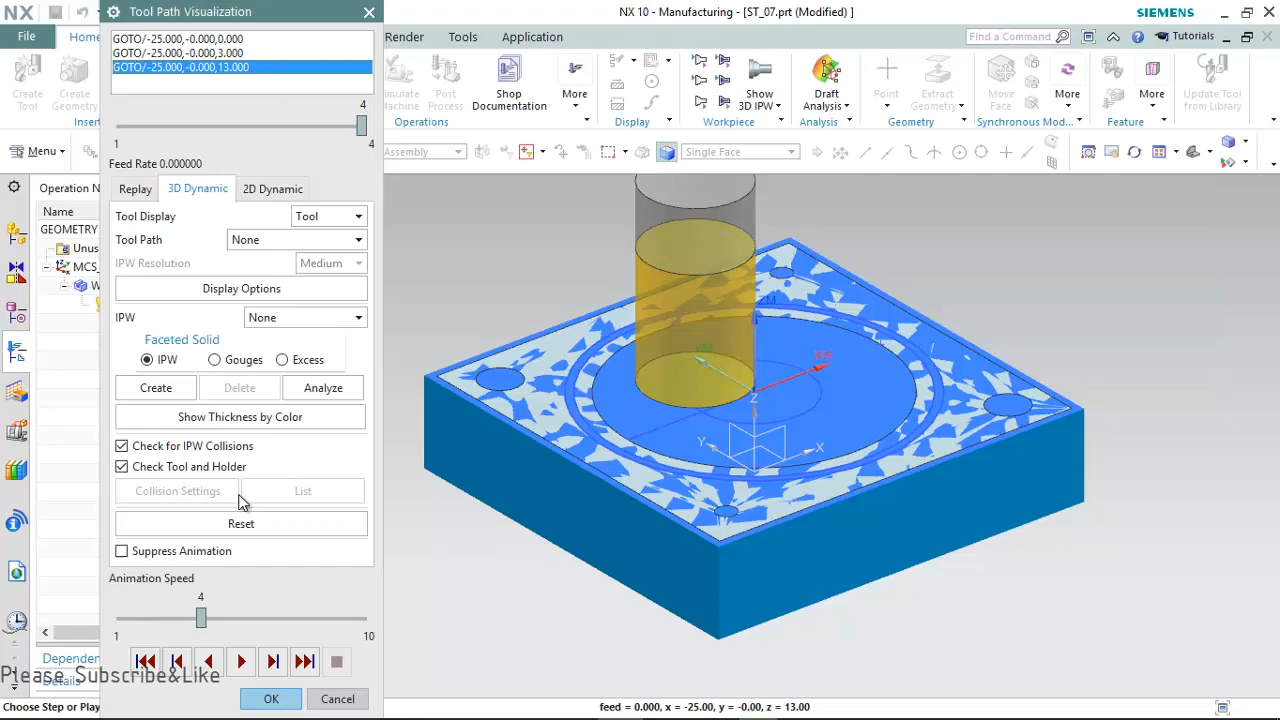 NX
Tool Path Visualization
NX 10 - Manufacturing - [ST_07.prt (Modified) ]
SIEMENS
File
Home
Render
Tools
Application
Find a Command
Tutorials
GOTO/-25.000,-0.000,0.000
GOTO/-25.000,-0.000,3.000
GOTO/-25.000,-0.000,13.000
Create Tool
Create Geometry
Machine
Post Process
Shop Documentation
More
Show 3D IPW
Draft Analysis
Point
Extract Geometry
Move Face
More
More
Update Tool from Library
Insert
Operations
Display
Workpiece
Analysis
Geometry
Synchronous Mod...
Feature
4
1
4
Menu
Assembly
Single Face
Feed Rate 0.000000
Replay
3D Dynamic
2D Dynamic
Operation N
Name
GEOMETRY
Unus
MCS_
W
Tool Display
Tool
Tool Path
None
IPW Resolution
Medium
Display Options
IPW
None
Faceted Solid
IPW
Gouges
Excess
Create
Delete
Analyze
Show Thickness by Color
Check for IPW Collisions
Check Tool and Holder
Collision Settings
List
Reset
Suppress Animation
Animation Speed
4
1
10
ZM
YM
XM
Z
Y
X
Depender
Details
Please Subscribe&Like
OK
Cancel
Choose Step or Play
feed = 0.000, x = -25.00, y = -0.00, z = 13.00